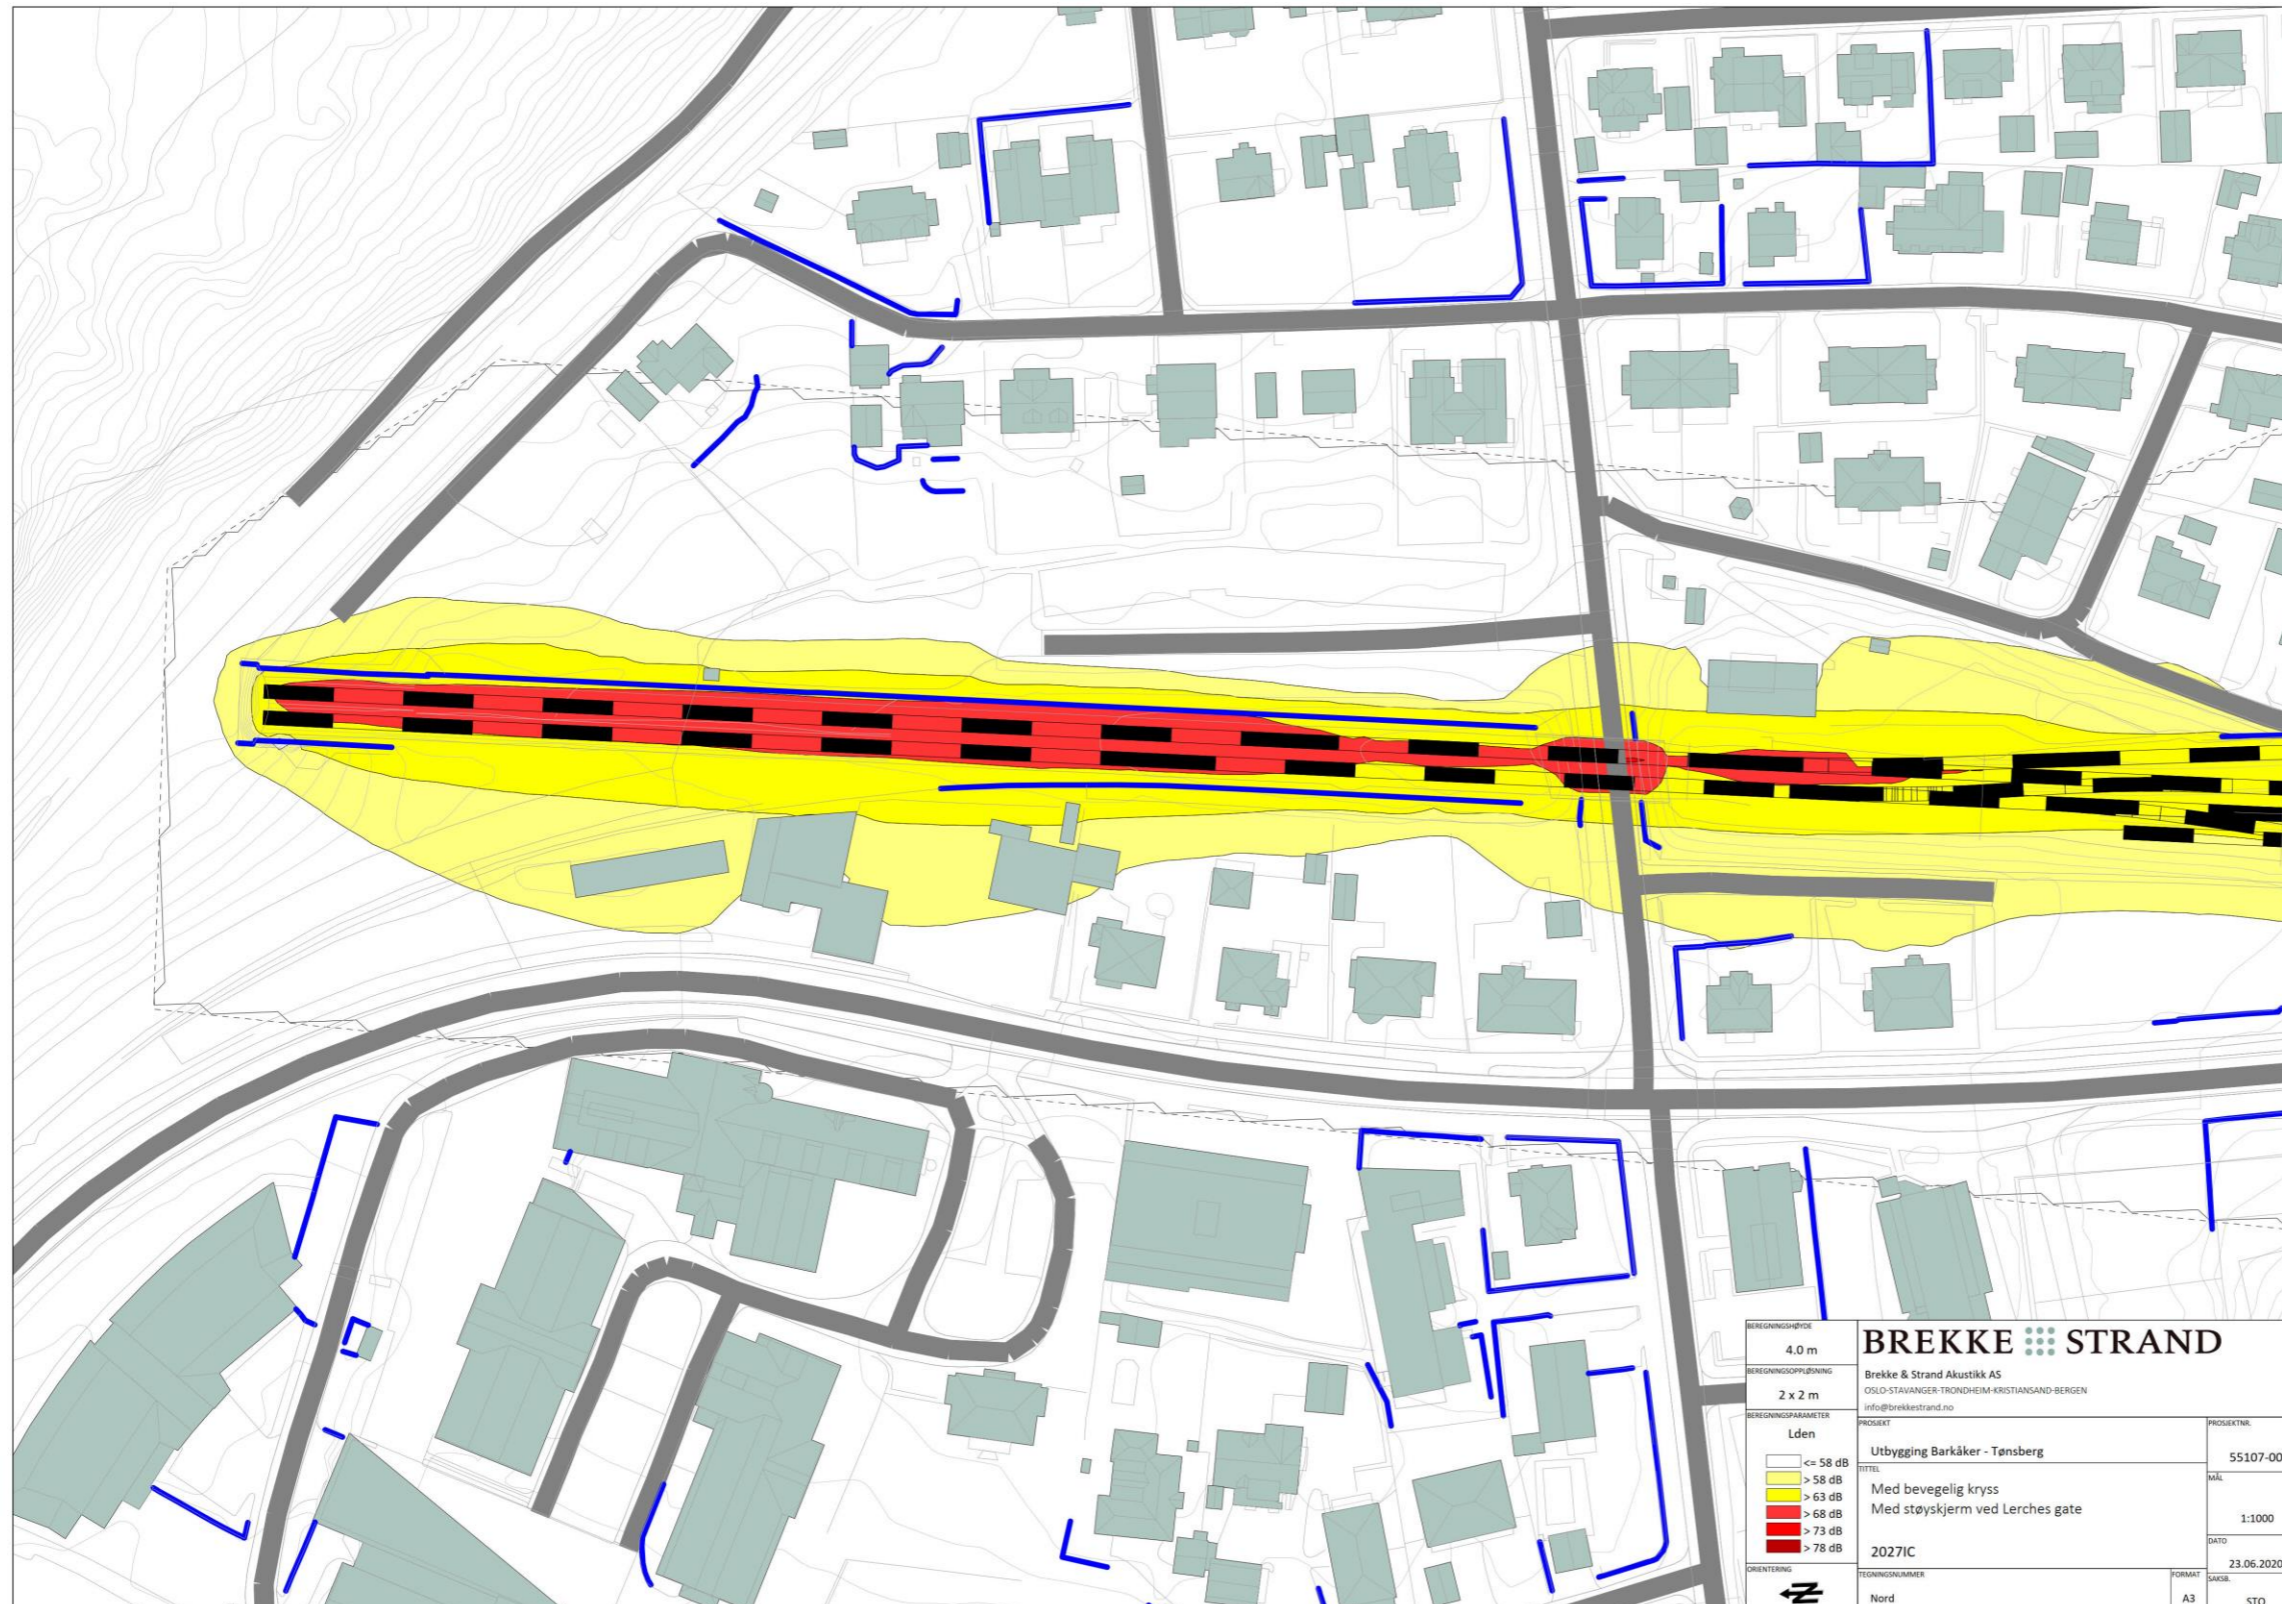 BEREGNINGSHØYDE
4.0 m
BEREGNINGSOPPLØSNING
2 x 2 m
BEREGNINGSPARAMETER
Lden
<= 58 dB
> 58 dB
> 63 dB
> 68 dB
> 73 dB
> 78 dB
ORIENTERING
BREKKE STRAND
Brekke & Strand Akustikk AS
OSLO-STAVANGER-TRONDHEIM-KRISTIANSAND-BERGEN
info@brekkestrand.no
PROSJEKT
Utbygging Barkåker - Tønsberg
PROSJEKTNR.
55107-00
TITTEL
Med bevegelig kryss
Med støyskjerm ved Lerches gate
2027IC
MÅL
1:1000
DATO
23.06.2020
TEGNINGSNUMMER
Nord
FORMAT
A3
SAKSB.
STO